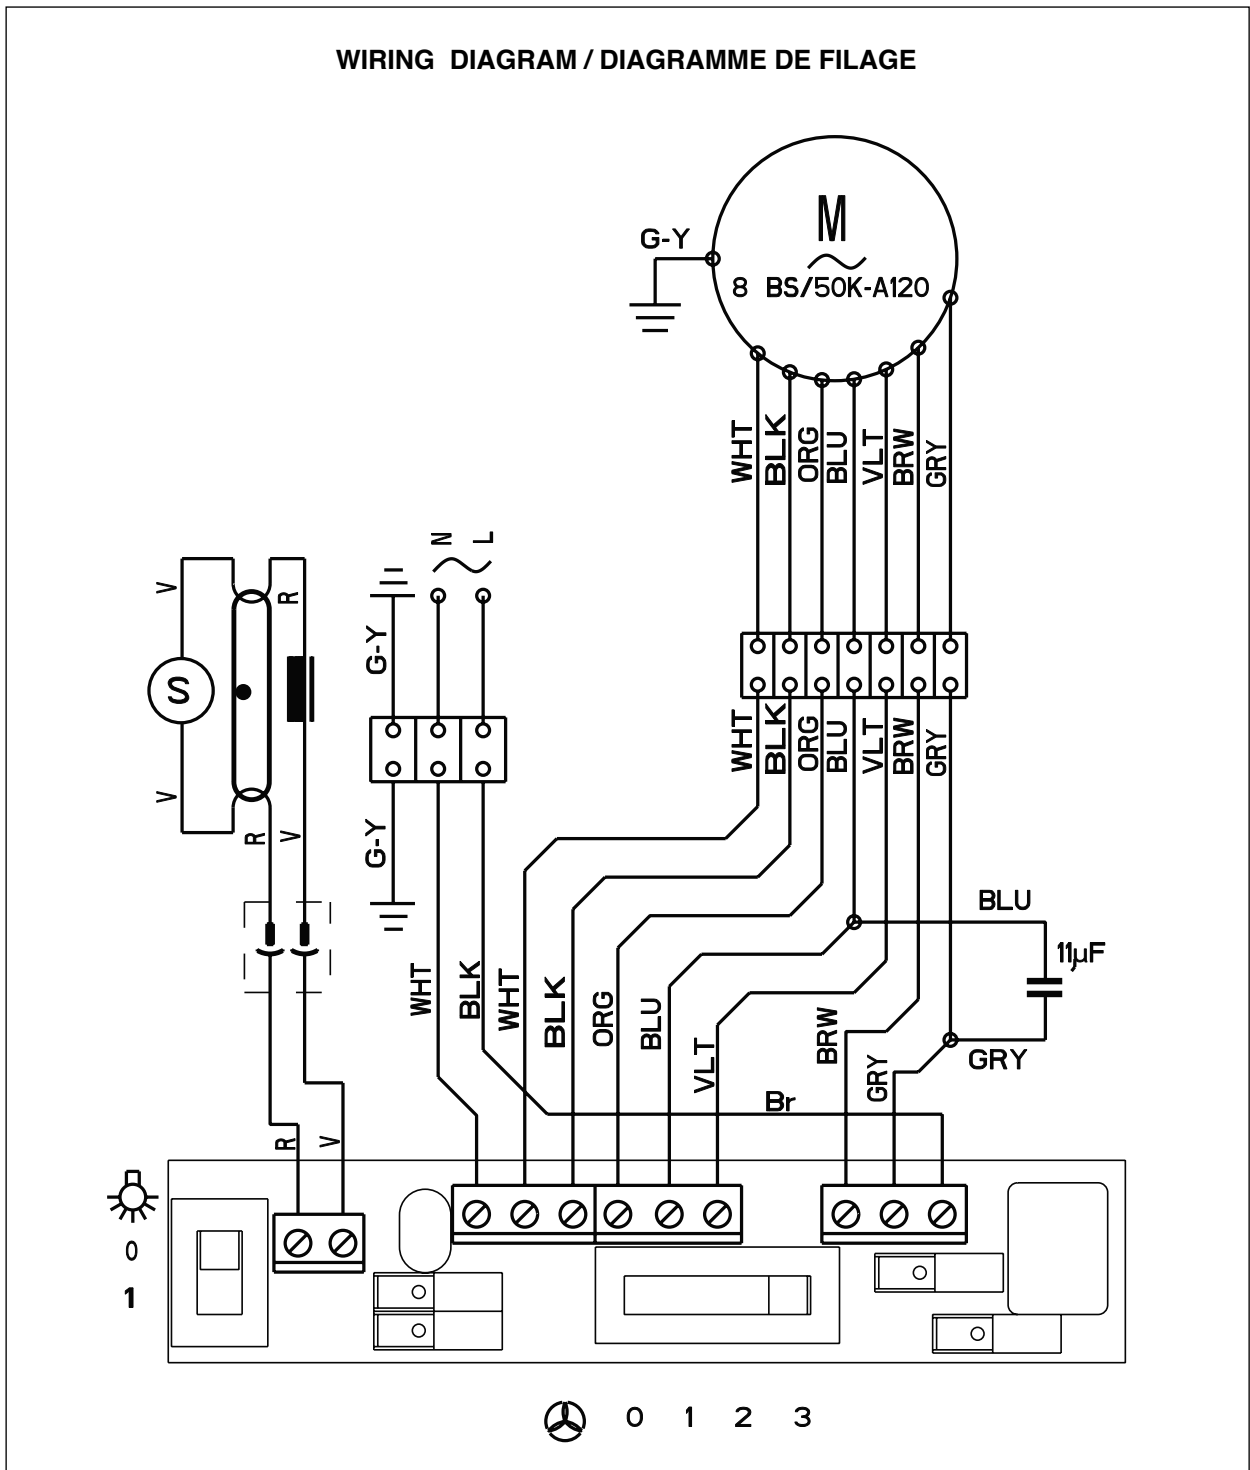 WIRING DIAGRAM / DIAGRAMME DE FILAGE
M
G-Y
8 BS/50K-A120
WHT BLK ORG BLU VLT BRW GRY
N L
V R
G-Y
S
WHT BLK ORG BLU VLT BRW GRY
V R V
G-Y
BLU
11µF
WHT BLK WHT BLK ORG BLU VLT BRW GRY
GRY
Br
R V
0
1
0 1 2 3